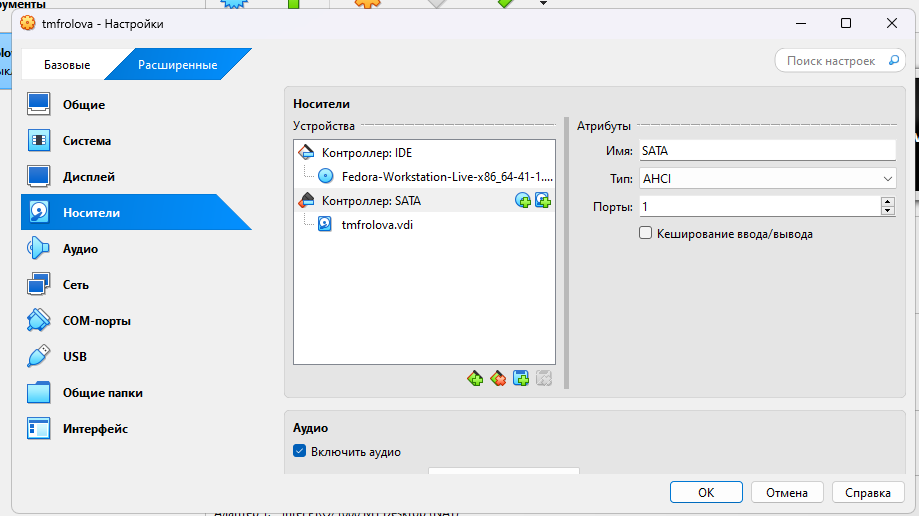 рументы
tmfrolova - Настройки
Базовые
Расширенные
Поиск настроек
Общие
Система
Дисплей
Носители
Аудио
Сеть
COM-порты
USB
Общие папки
Интерфейс
Носители
Устройства
Контроллер: IDE
Fedora-Workstation-Live-x86_64-41-1....
Контроллер: SATA
tmfrolova.vdi
Атрибуты
Имя: SATA
Тип: AHCI
Порты: 1
Кеширование ввода/вывода
Аудио
Включить аудио
OK
Отмена
Справка